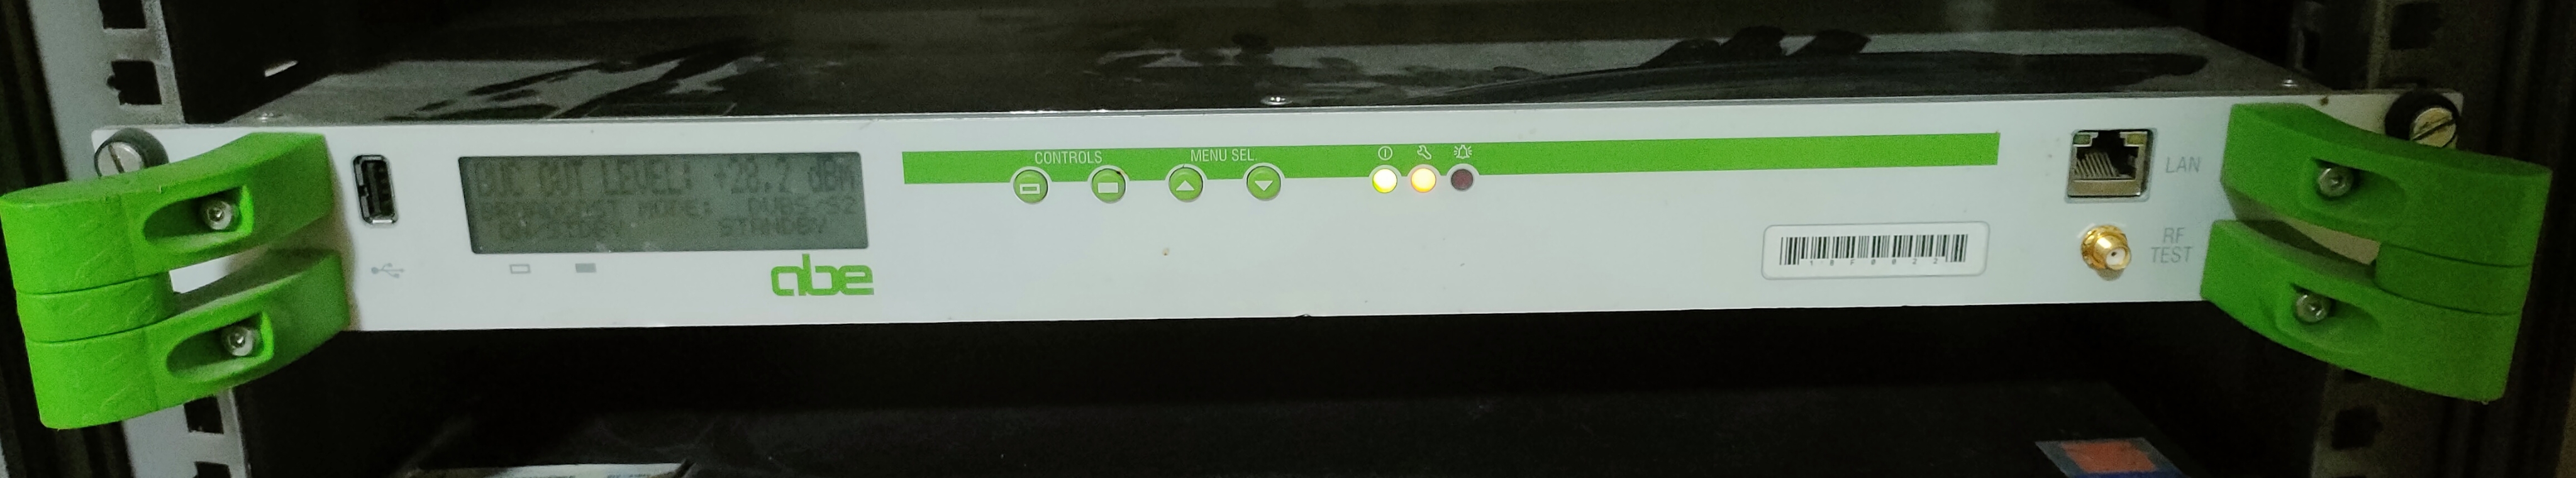 BUC OUT LEVEL: +28.2 dBm
BROADCAST MODE: DVBS/S2
ON/STDBY STANDBY
abe
CONTROLS
MENU SEL.
LAN
RF
TEST